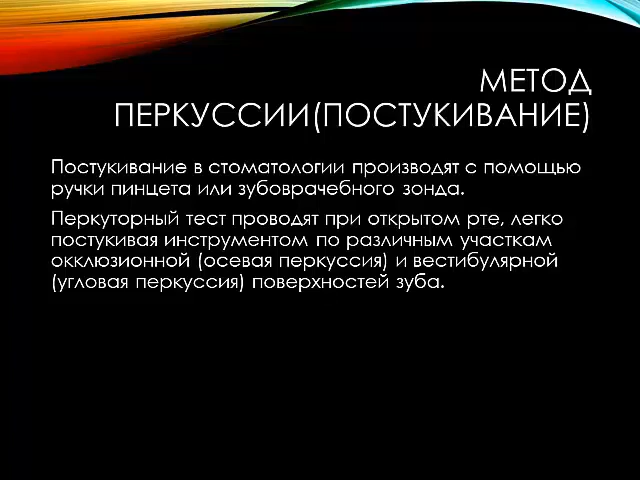 МЕТОД
ПЕРКУССИИ(ПОСТУКИВАНИЕ)
Постукивание в стоматологии производят с помощью
ручки пинцета или зубоврачебного зонда.
Перкуторный тест проводят при открытом рте, легко
постукивая инструментом по различным участкам
окклюзионной (осевая перкуссия) и вестибулярной
(угловая перкуссия) поверхностей зуба.